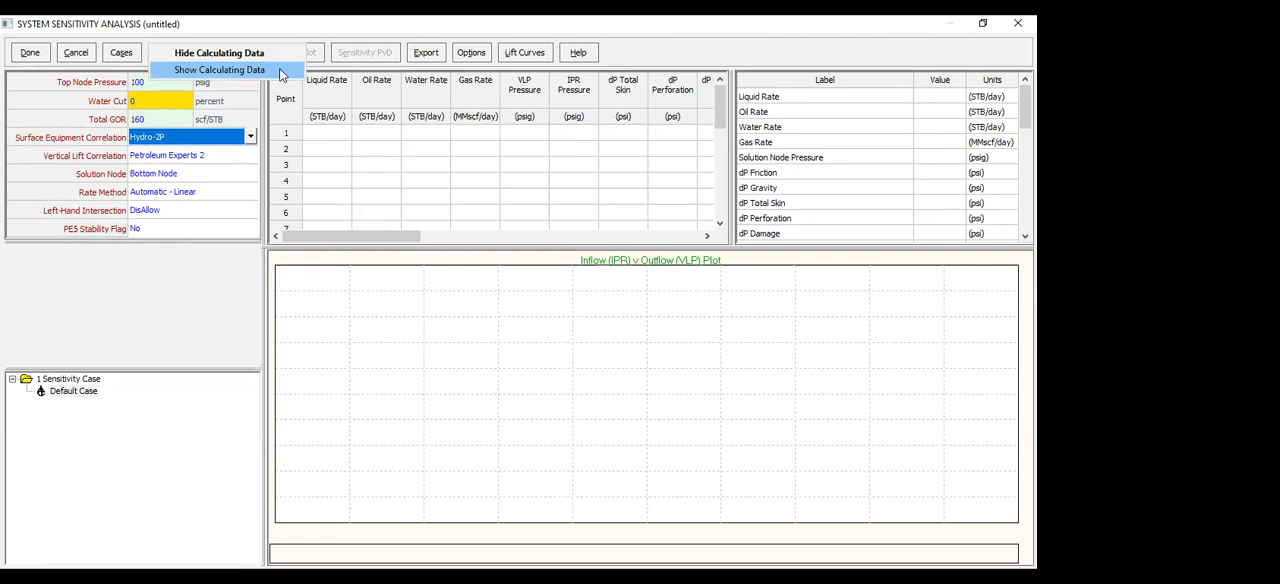 SYSTEM SENSITIVITY ANALYSIS (untitled)
Done Cancel Cases lot Sensitivity PvD Export Options Lift Curves Help
Hide Calculating Data
Show Calculating Data
Top Node Pressure 100 psig
Water Cut 0 percent
Total GOR 160 scf/STB
Surface Equipment Correlation Hydro-2P
Vertical Lift Correlation Petroleum Experts 2
Solution Node Bottom Node
Rate Method Automatic - Linear
Left-Hand Intersection DisAllow
PE5 Stability Flag No
Point Liquid Rate Oil Rate Water Rate Gas Rate VLP Pressure IPR Pressure dP Total Skin dP Perforation dP
(STB/day) (STB/day) (STB/day) (MMscf/day) (psig) (psig) (psi) (psi)
1
2
3
4
5
6
7
Label Value Units
Liquid Rate (STB/day)
Oil Rate (STB/day)
Water Rate (STB/day)
Gas Rate (MMscf/day)
Solution Node Pressure (psig)
dP Friction (psi)
dP Gravity (psi)
dP Total Skin (psi)
dP Perforation (psi)
dP Damage (psi)
Inflow (IPR) v Outflow (VLP) Plot
1 Sensitivity Case
Default Case